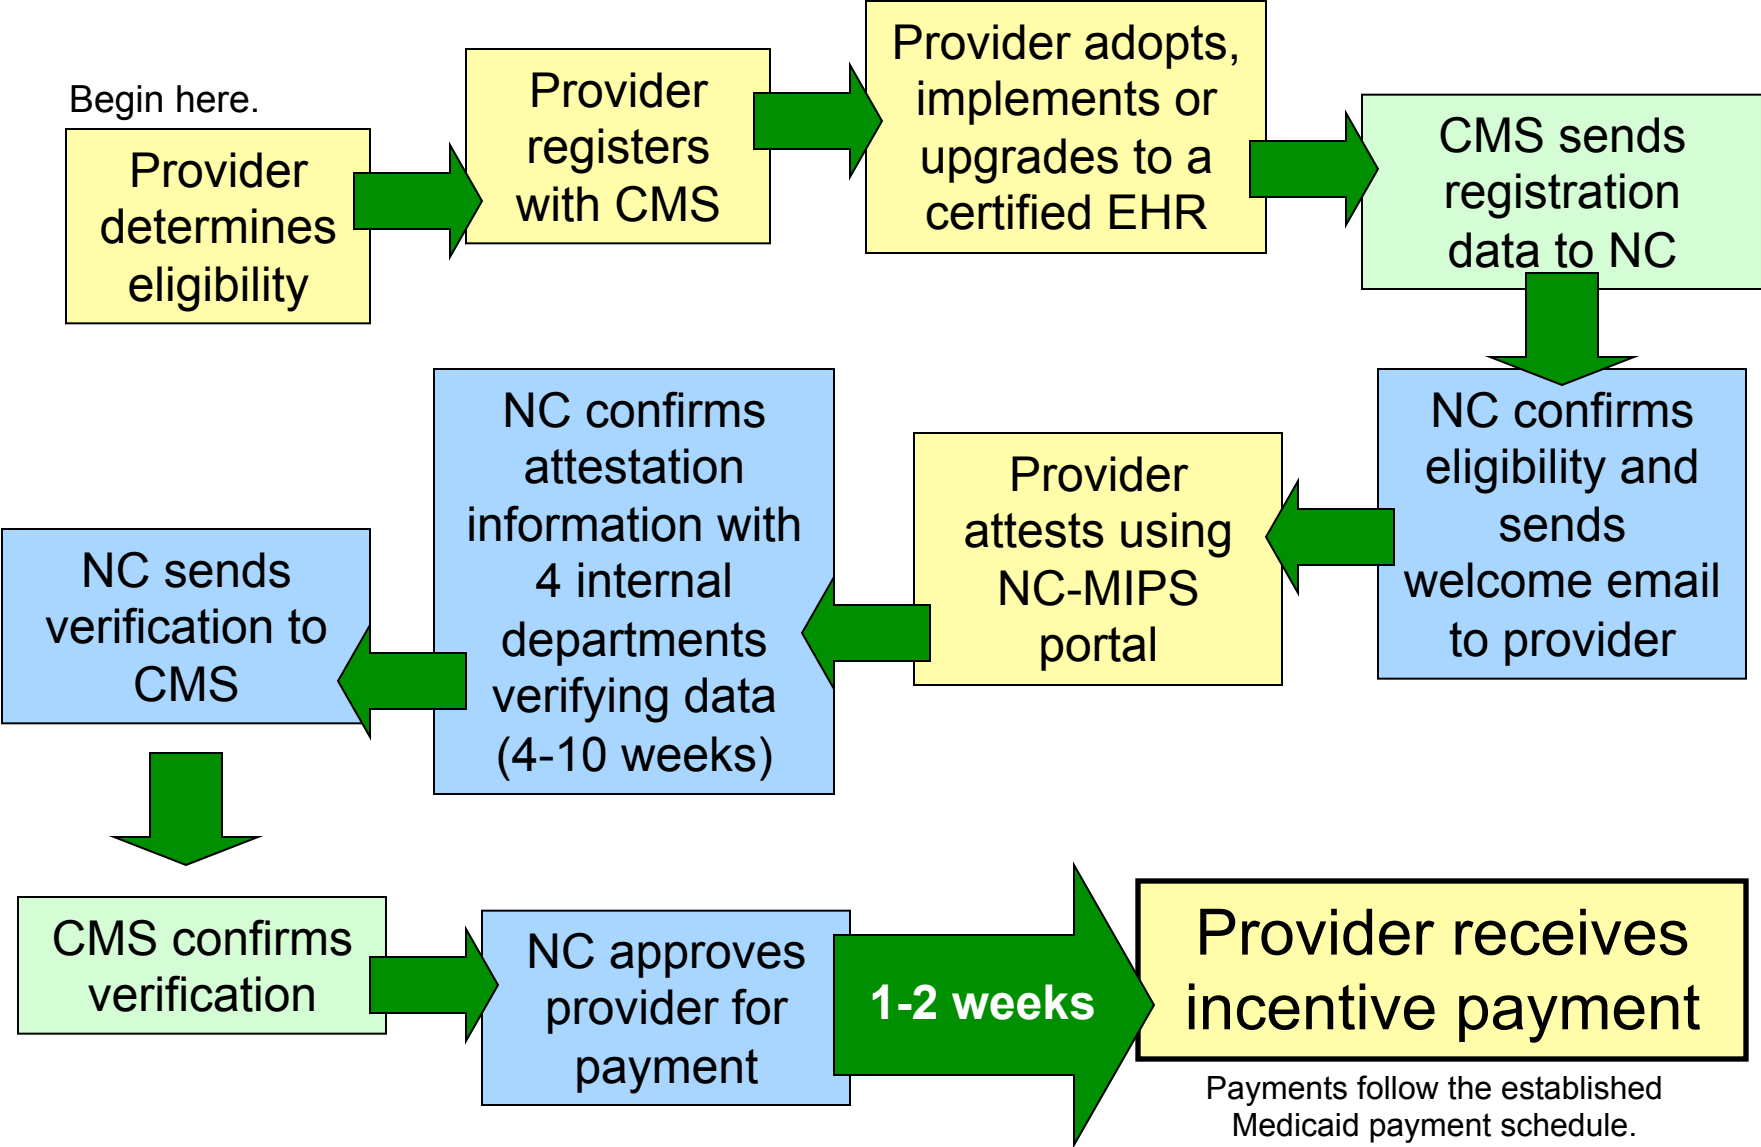 Begin here.
Provider
determines
eligibility
Provider
registers
with CMS
Provider adopts,
implements or
upgrades to a
certified EHR
CMS sends
registration
data to NC
NC confirms
eligibility and
sends
welcome email
to provider
Provider
attests using
NC-MIPS
portal
NC confirms
attestation
information with
4 internal
departments
verifying data
(4-10 weeks)
NC sends
verification to
CMS
CMS confirms
verification
NC approves
provider for
payment
1-2 weeks
Provider receives
incentive payment
Payments follow the established
Medicaid payment schedule.